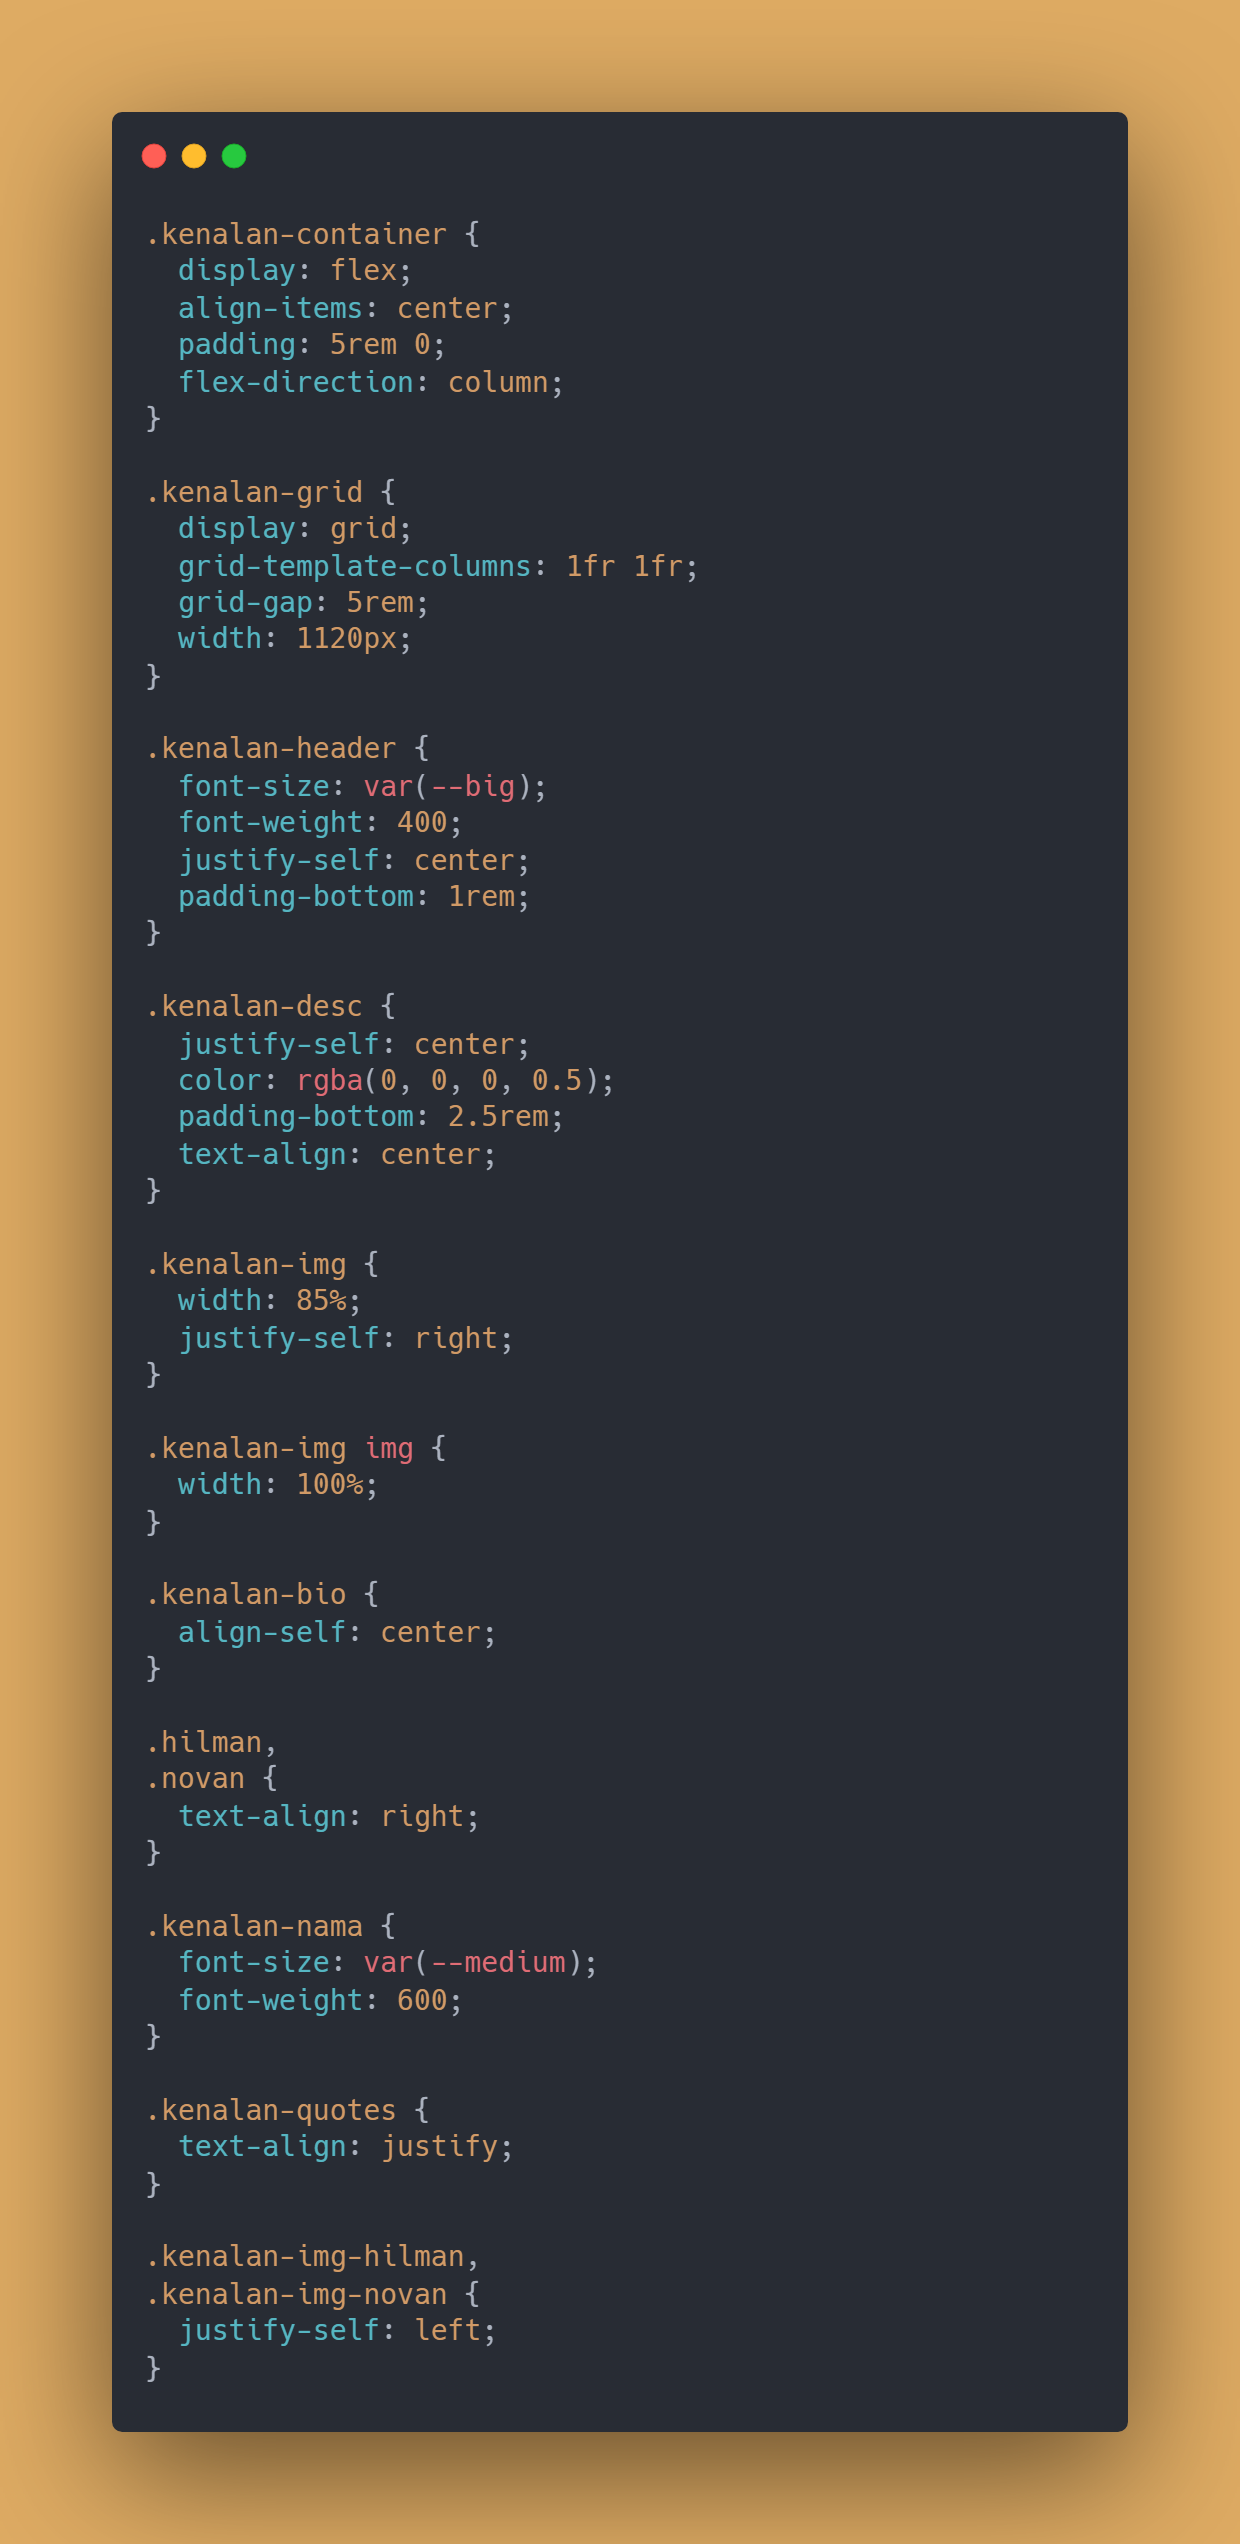 .kenalan-container {
  display: flex;
  align-items: center;
  padding: 5rem 0;
  flex-direction: column;
}

.kenalan-grid {
  display: grid;
  grid-template-columns: 1fr 1fr;
  grid-gap: 5rem;
  width: 1120px;
}

.kenalan-header {
  font-size: var(--big);
  font-weight: 400;
  justify-self: center;
  padding-bottom: 1rem;
}

.kenalan-desc {
  justify-self: center;
  color: rgba(0, 0, 0, 0.5);
  padding-bottom: 2.5rem;
  text-align: center;
}

.kenalan-img {
  width: 85%;
  justify-self: right;
}

.kenalan-img img {
  width: 100%;
}

.kenalan-bio {
  align-self: center;
}

.hilman,
.novan {
  text-align: right;
}

.kenalan-nama {
  font-size: var(--medium);
  font-weight: 600;
}

.kenalan-quotes {
  text-align: justify;
}

.kenalan-img-hilman,
.kenalan-img-novan {
  justify-self: left;
}